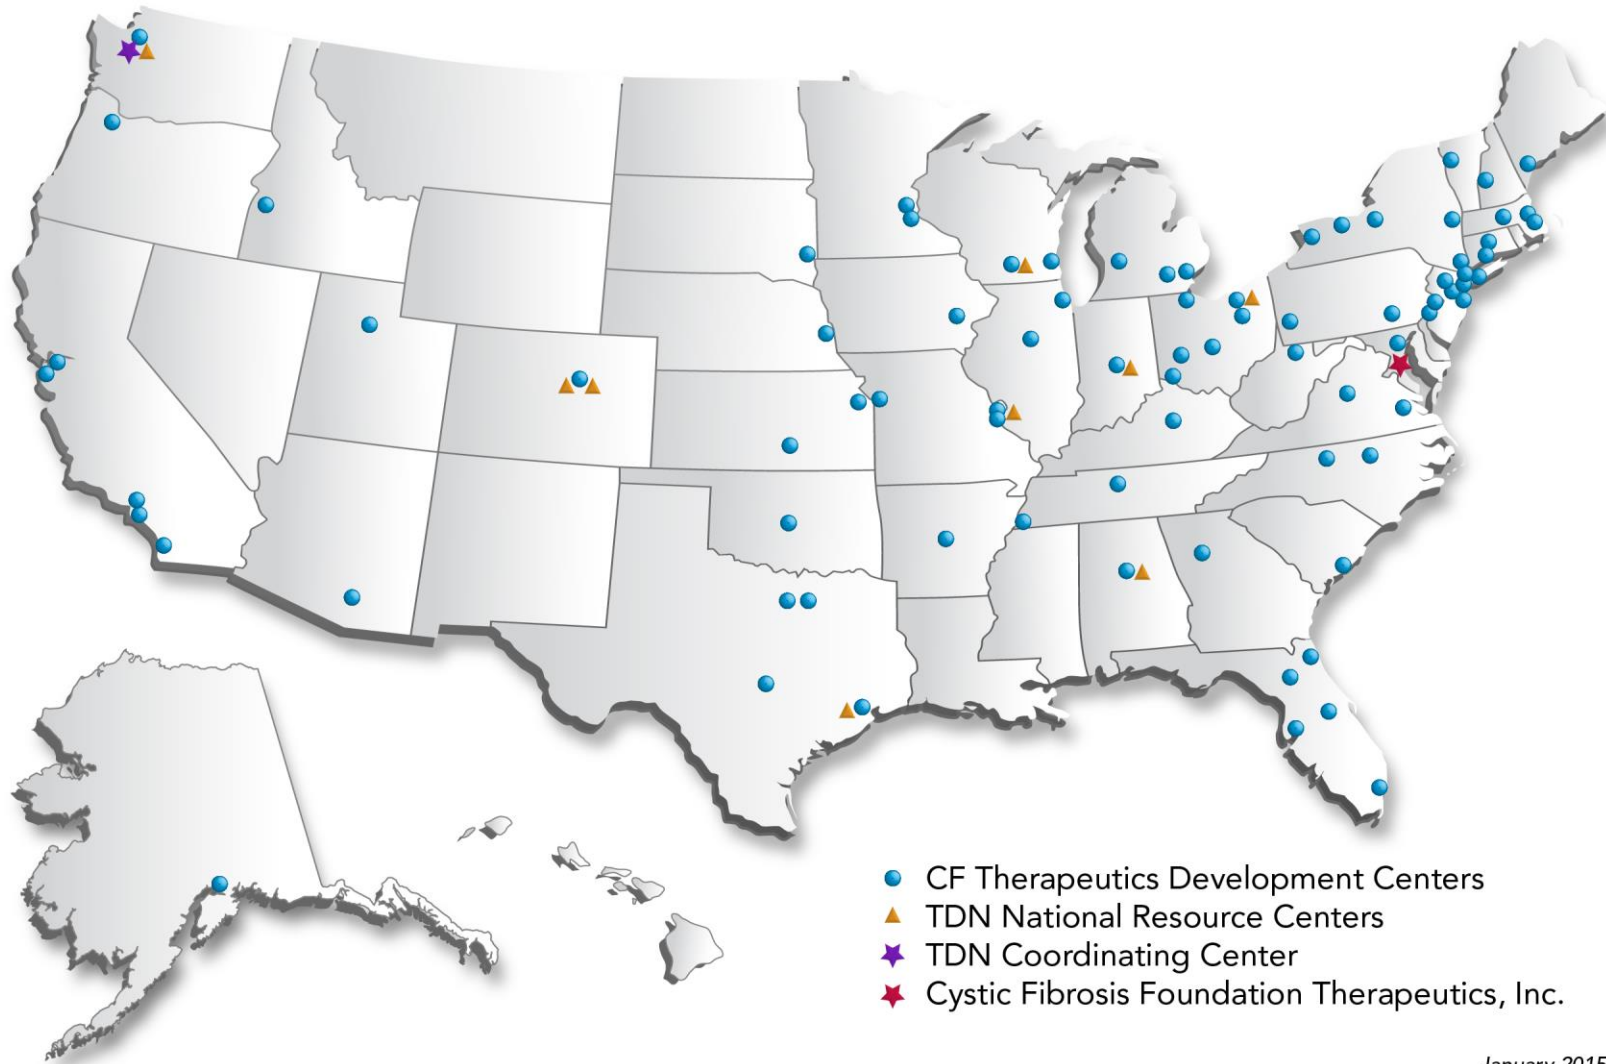 CF Therapeutics Development Centers
TDN National Resource Centers
TDN Coordinating Center
Cystic Fibrosis Foundation Therapeutics, Inc.
January 2015